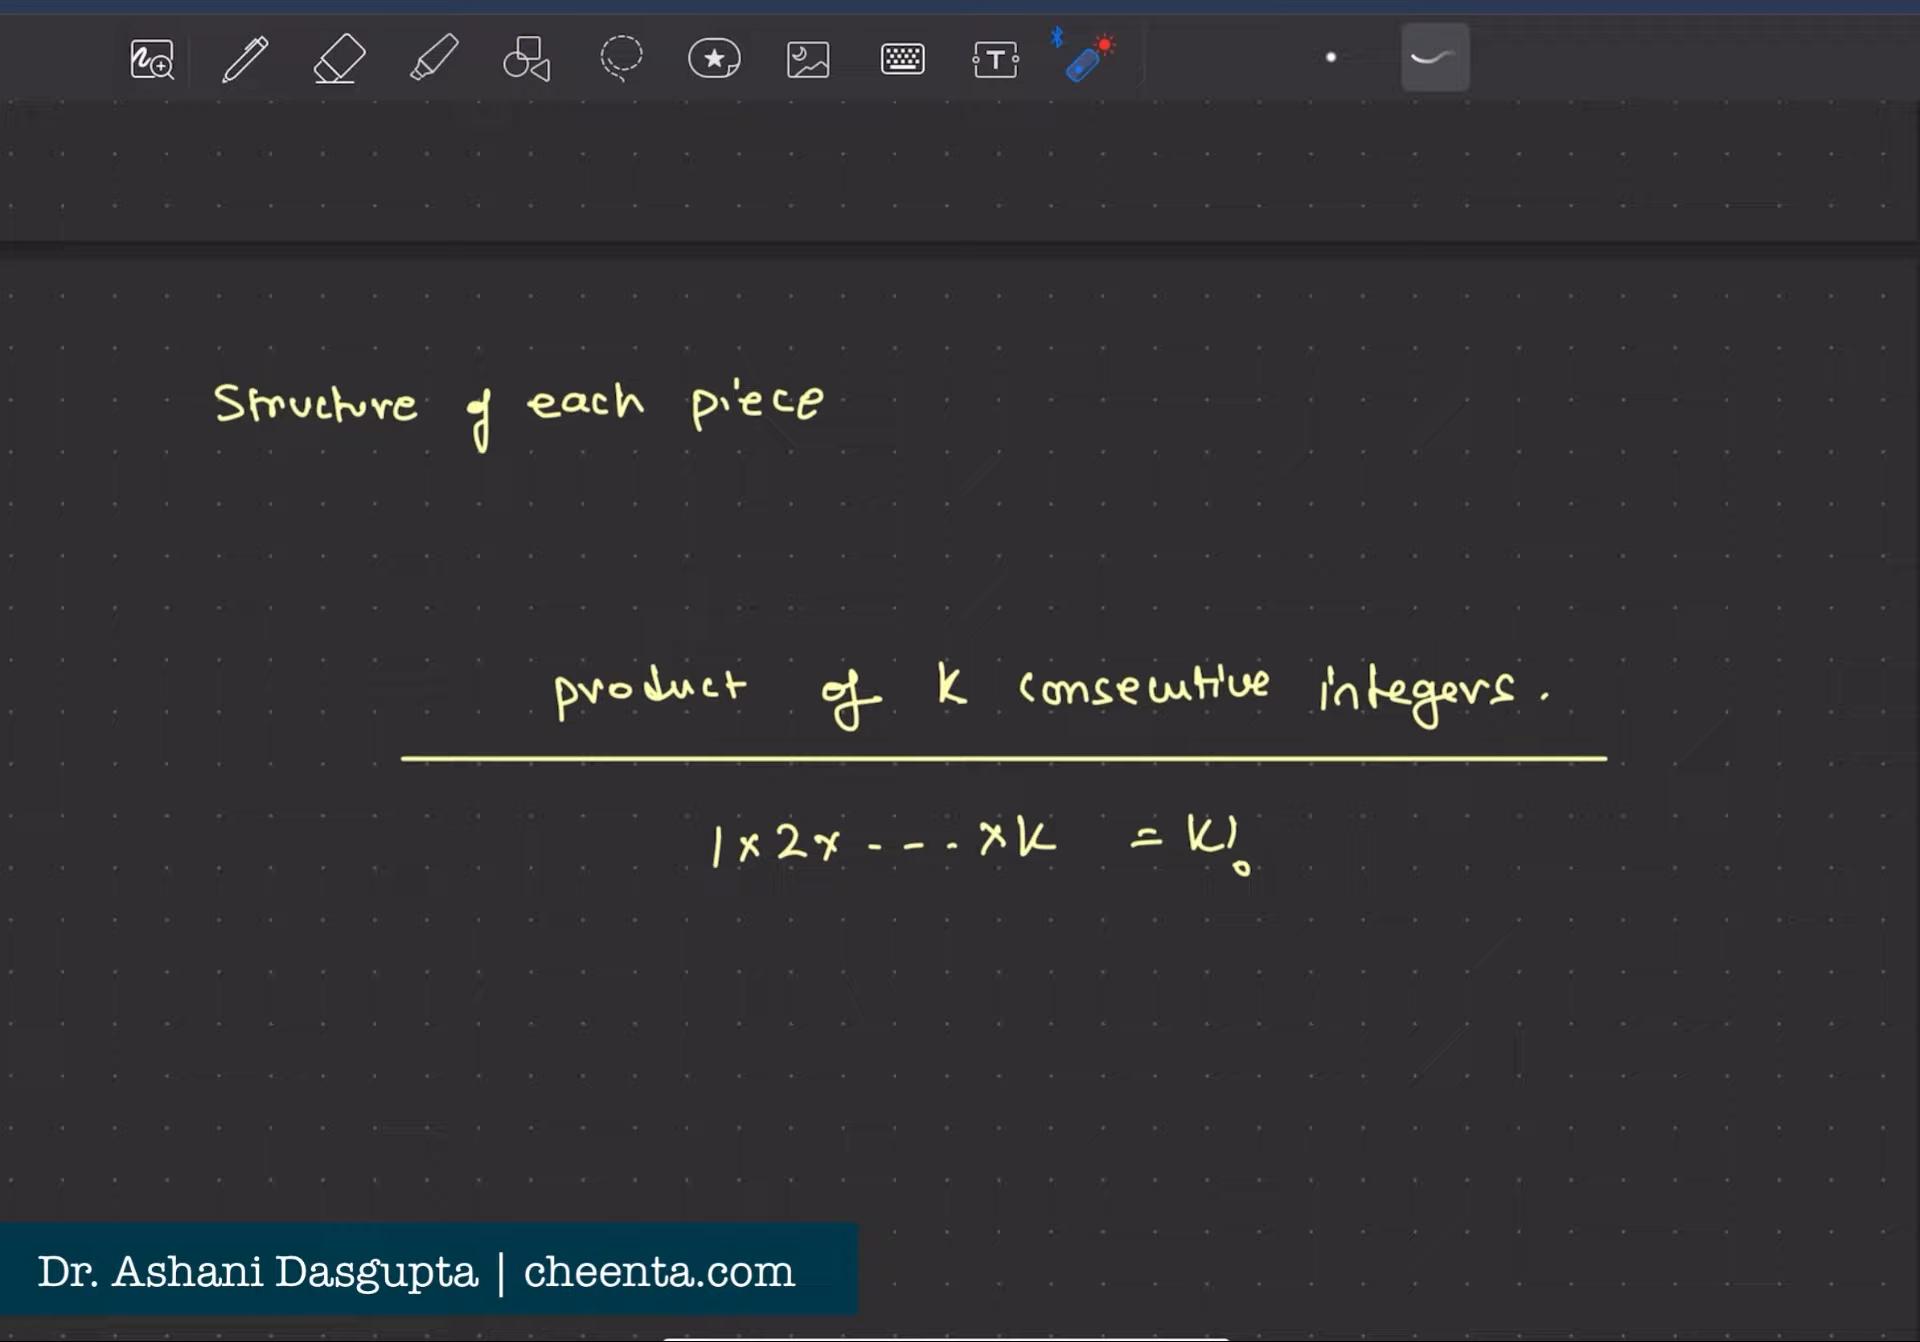 Structure of each piece
product of k consecutive integers.
1 x 2 x - - - . x k = k!
Dr. Ashani Dasgupta | cheenta.com